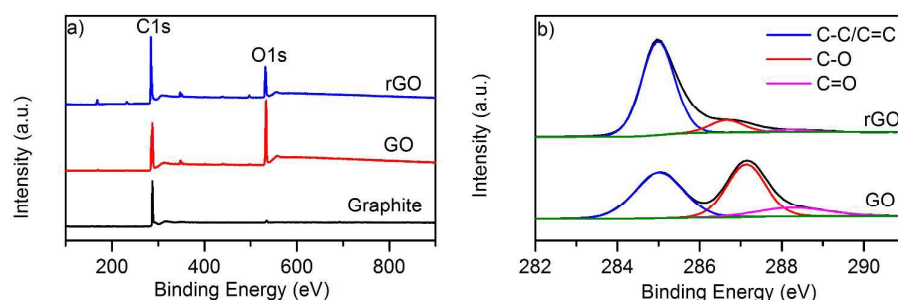 a)
C1s
O1s
rGO
GO
Graphite
Intensity (a.u.)
200 400 600 800
Binding Energy (eV)
b)
C-C/C=C
C-O
C=O
rGO
GO
Intensity (a.u.)
282 284 286 288 290
Binding Energy (eV)